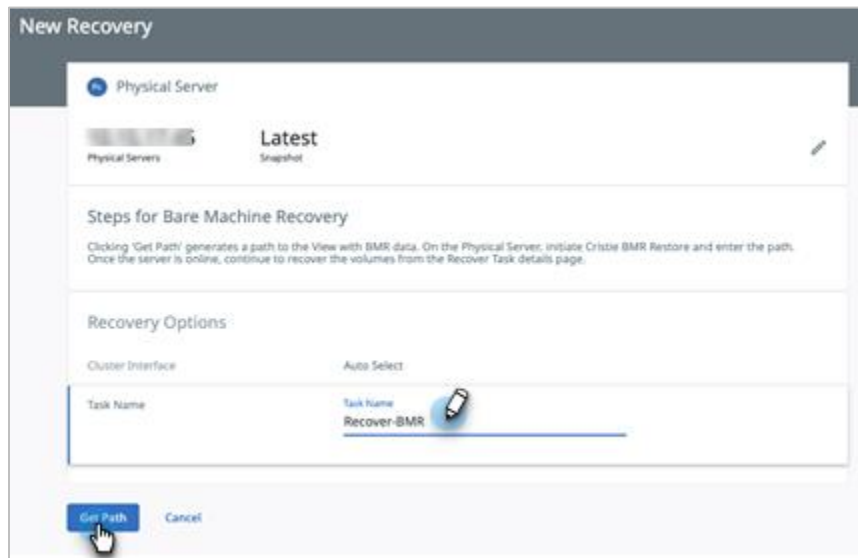 New Recovery
Physical Server
Latest
Physical Servers
Snapshot
Steps for Bare Machine Recovery
Clicking 'Get Path' generates a path to the View with BMR data. On the Physical Server, initiate Cristie BMR Restore and enter the path.
Once the server is online, continue to recover the volumes from the Recover Task details page.
Recovery Options
Cluster Interface
Auto Select
Task Name
Task Name
Recover-BMR
Get Path
Cancel